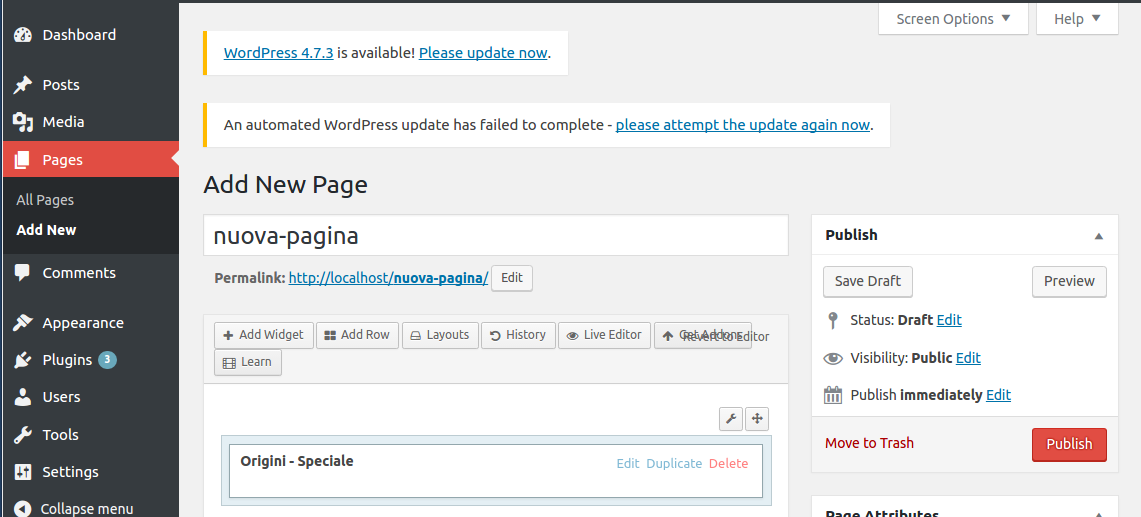 Screen Options
Help
Dashboard
Posts
Media
Pages
All Pages
Add New
Comments
Appearance
Plugins 3
Users
Tools
Settings
Collapse menu
WordPress 4.7.3 is available! Please update now.
An automated WordPress update has failed to complete - please attempt the update again now.
Add New Page
nuova-pagina
Permalink: http://localhost/nuova-pagina/ Edit
Add Widget Add Row Layouts History Live Editor Get Addons Revert to Editor
Learn
Origini - Speciale Edit Duplicate Delete
Publish
Save Draft Preview
Status: Draft Edit
Visibility: Public Edit
Publish immediately Edit
Move to Trash Publish
Page Attributes